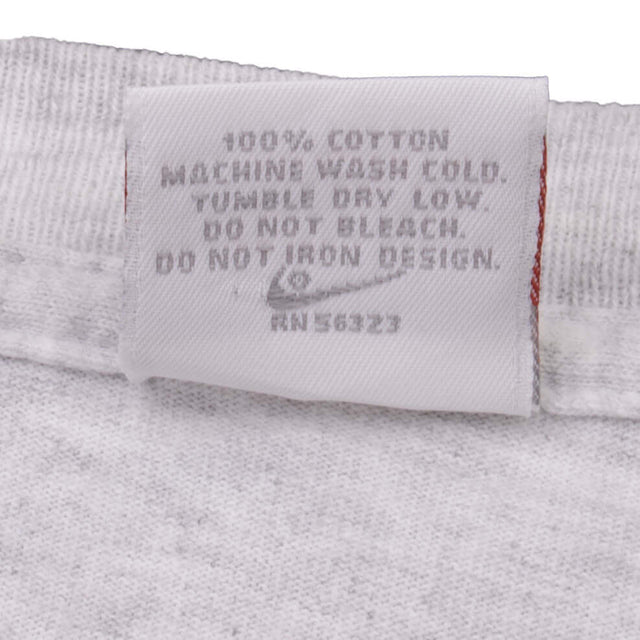 100% COTTON
MACHINE WASH COLD.
TUMBLE DRY LOW.
DO NOT BLEACH.
DO NOT IRON DESIGN.
RN 56323